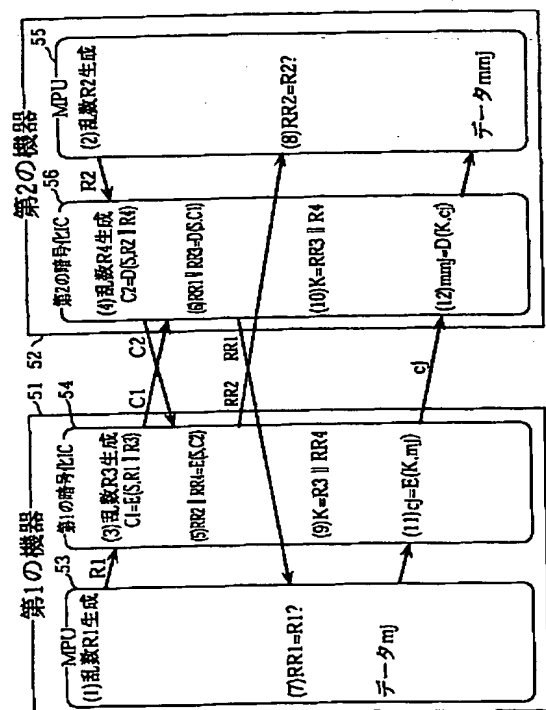 第1の機器
51
52
第2の機器
MPU
53
第1の暗号化IC
54
第2の暗号化IC
56
MPU
55
(1)乱数R1生成
R1
(3)乱数R3生成
C1=E(S,R1 || R3)
C1
C2
(4)乱数R4生成
C2=D(S,R2 || R4)
R2
(2)乱数R2生成
(5)RR2 || RR4=E(S,C2)
(6)RR1 || RR3=D(S,C1)
RR2
RR1
(7)RR1=R1?
(8)RR2=R2?
(9)K=R3 || RR4
(10)K=RR3 || R4
データmj
(11)cj=E(K,mj)
cj
(12)mmj=D(K,cj)
データmmj